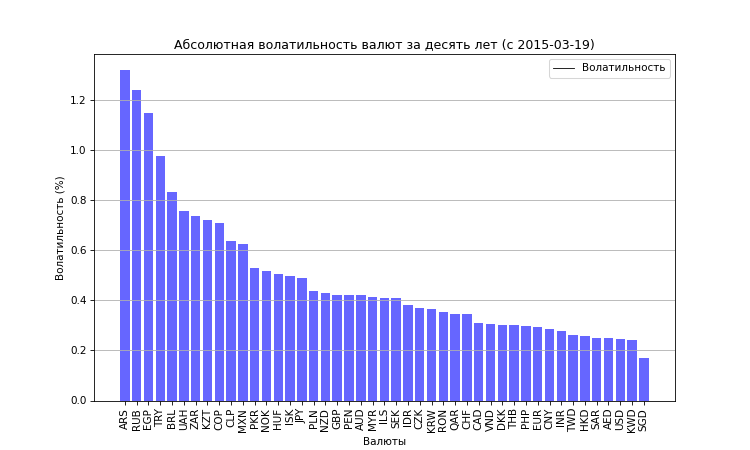 Абсолютная волатильность валют за десять лет (с 2015-03-19)
Волатильность
Волатильность (%)
1.2
1.0
0.8
0.6
0.4
0.2
0.0
ARS
RUB
EGP
TRY
BRL
UAH
ZAR
KZT
COP
CLP
MXN
PKR
NOK
HUF
ISK
JPY
PLN
NZD
GBP
PEN
AUD
MYR
ILS
SEK
IDR
CZK
KRW
RON
QAR
CHF
CAD
VND
DKK
THB
PHP
EUR
CNY
INR
TWD
HKD
SAR
AED
USD
KWD
SGD
Валюты